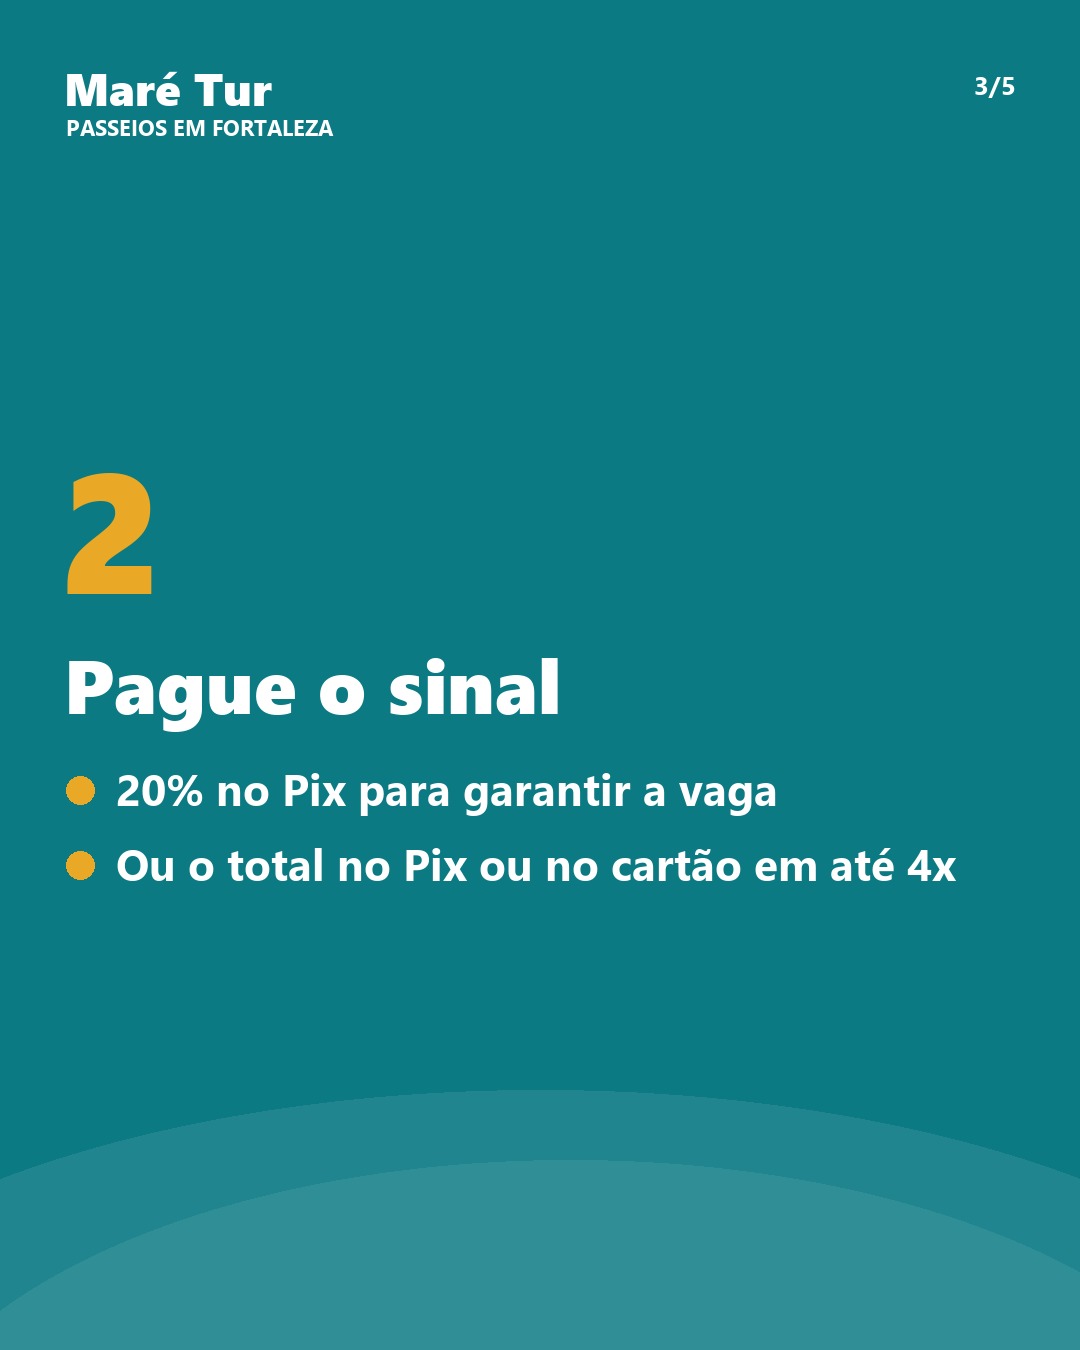 Maré Tur
PASSEIOS EM FORTALEZA
3/5
2
Pague o sinal
20% no Pix para garantir a vaga
Ou o total no Pix ou no cartão em até 4x